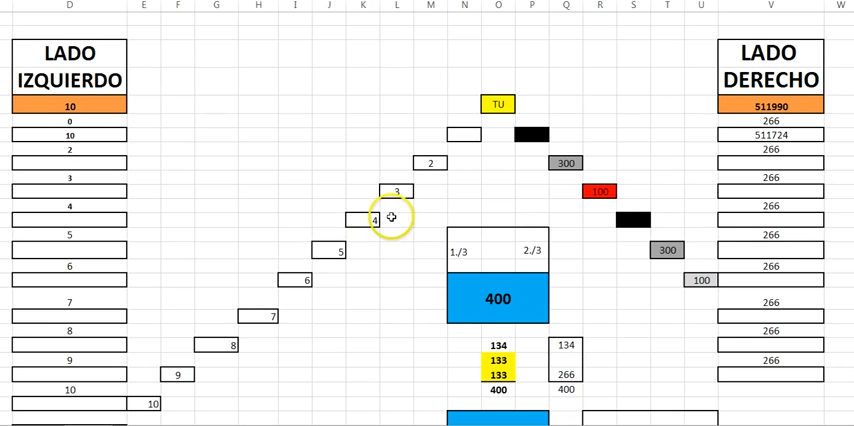 D E F G H I J K L M N O P Q R S T U V W
LADO IZQUIERDO LADO DERECHO
10 TU 511990
0 266
10 511724
2 266
2 300
3 266
3 100
4 266
4
5 266
5 1./3 2./3 300
6 266
6 100
400
7 266
7
8 266
8 134 134
9 133 266
9 133 266
10 400 400
10